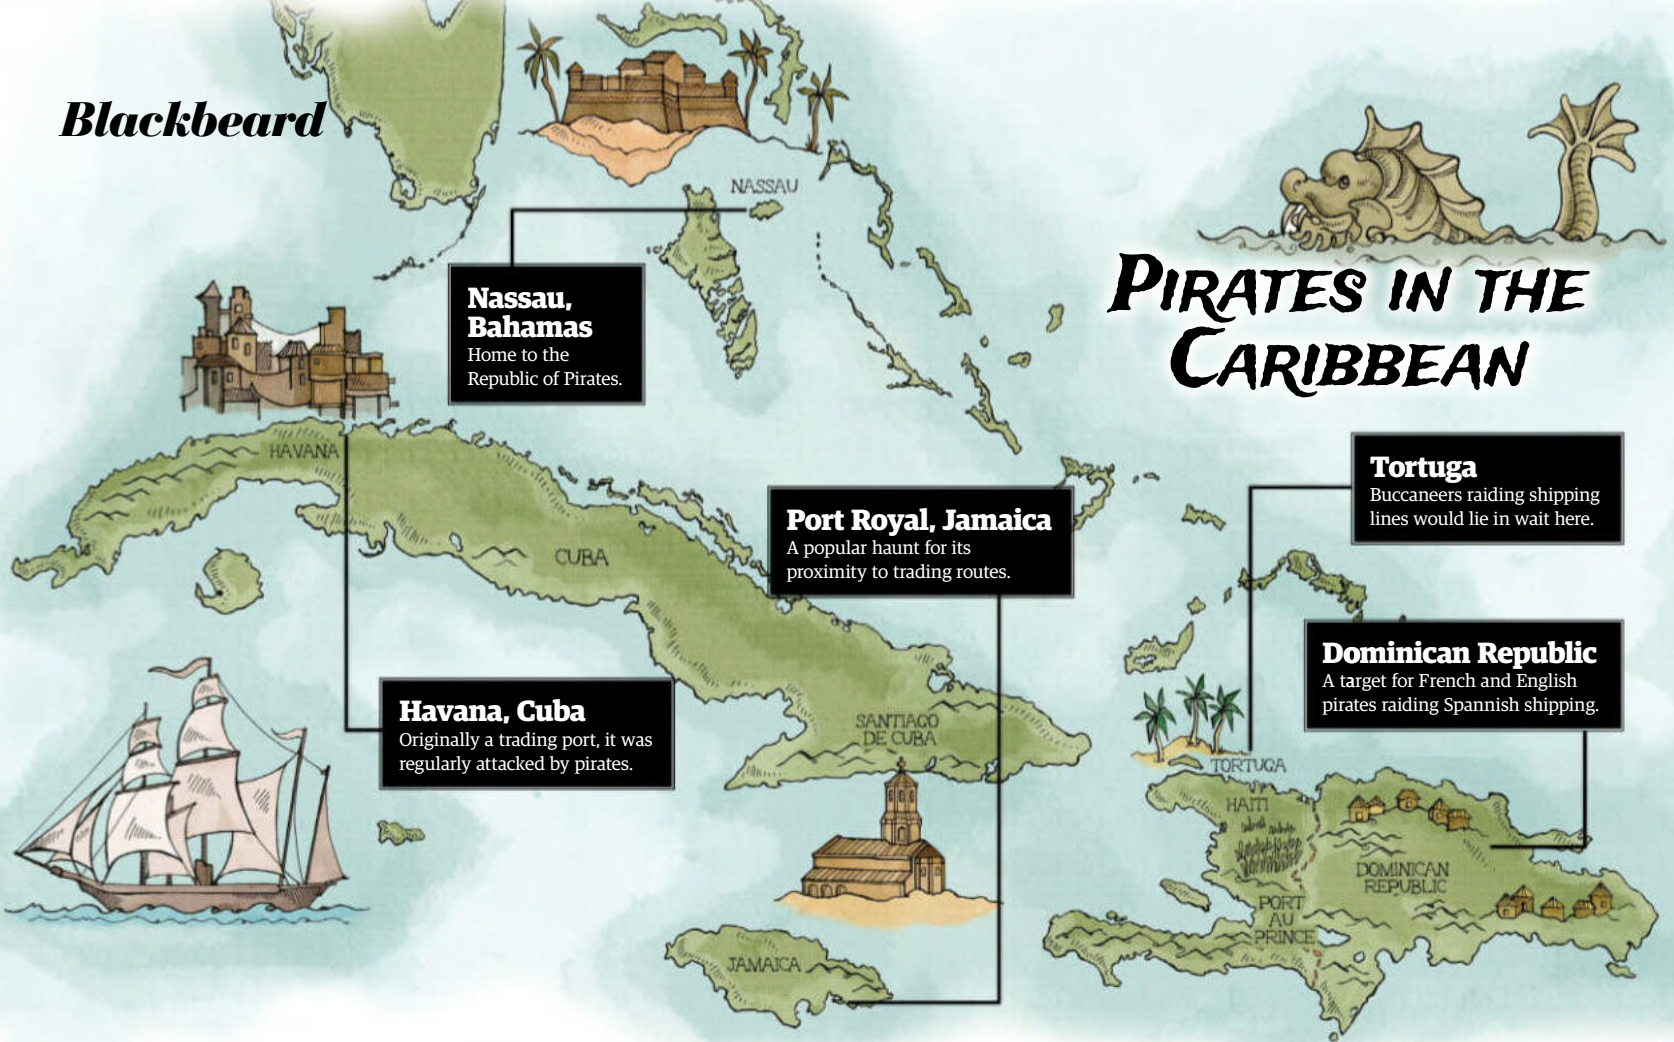 Blackbeard
PIRATES IN THE
CARIBBEAN
NASSAU
Nassau,
Bahamas
Home to the
Republic of Pirates.
HAVANA
CUBA
Port Royal, Jamaica
A popular haunt for its
proximity to trading routes.
Tortuga
Buccaneers raiding shipping
lines would lie in wait here.
Dominican Republic
A target for French and English
pirates raiding Spannish shipping.
Havana, Cuba
Originally a trading port, it was
regularly attacked by pirates.
SANTIAGO
DE CUBA
TORTUGA
HAITI
DOMINICAN
REPUBLIC
PORT
AU
PRINCE
JAMAICA